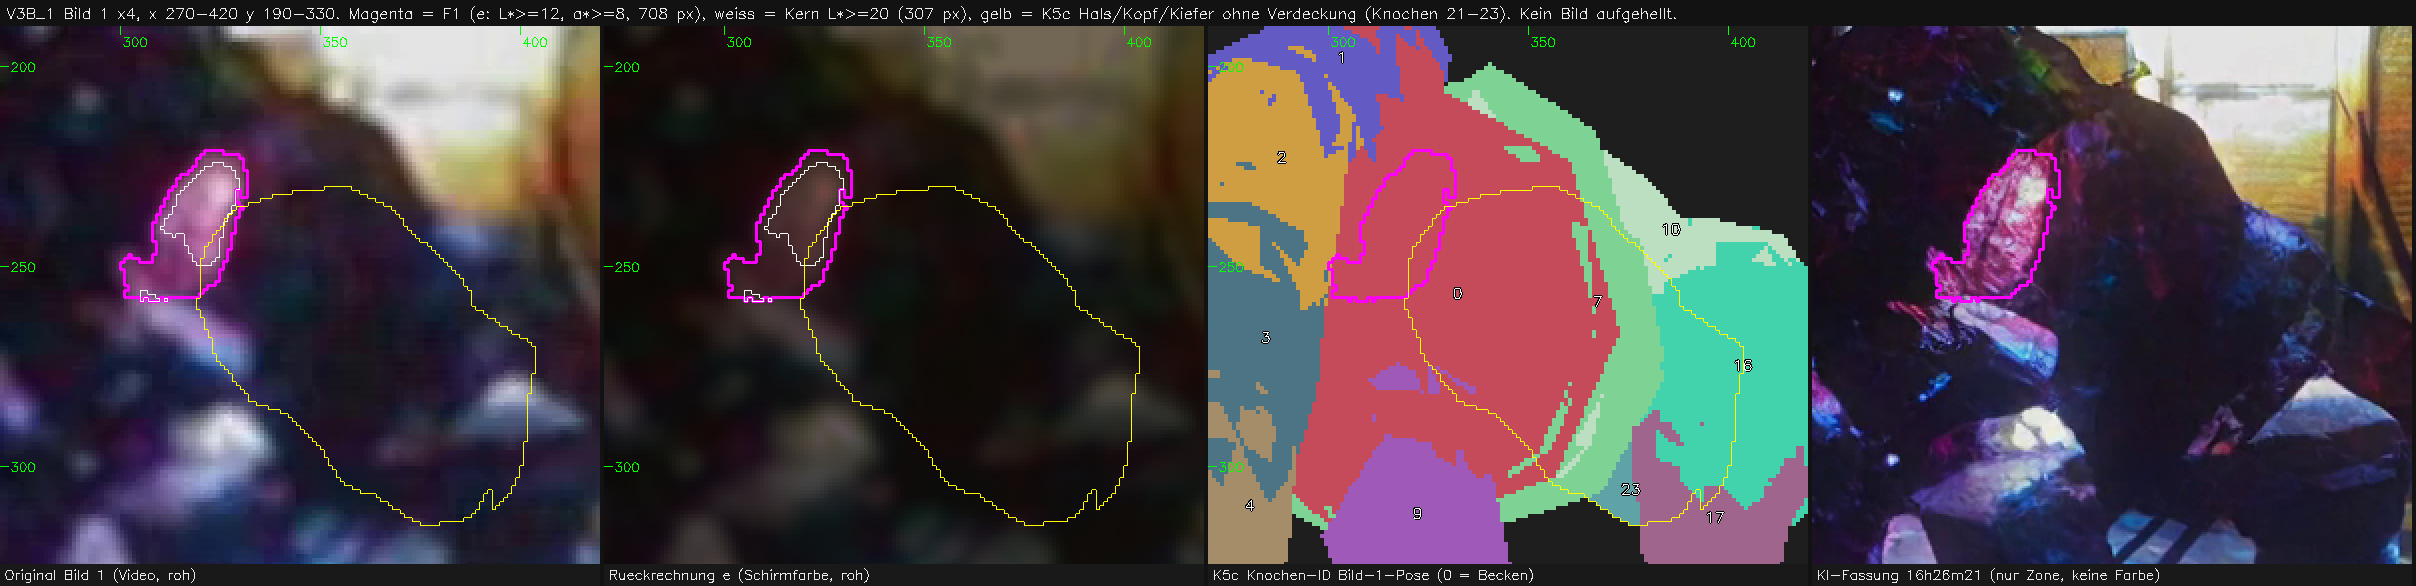 V3B_1 Bild 1 x4, x 270-420 y 190-330. Magenta = F1 (e: L*>=12, a*>=8, 708 px), weiss = Kern L*>=20 (307 px), gelb = K5c Hals/Kopf/Kiefer ohne Verdeckung (Knochen 21-23). Kein Bild aufgehellt.
300 350 400 300 350 400 300 350 400
-200 -200 -200
-250 -250 -250
-300 -300 -300
1
2
10
0
7
3
18
23
4
9
17
Original Bild 1 (Video, roh)
Rueckrechnung e (Schirmfarbe, roh)
K5c Knochen-ID Bild-1-Pose (0 = Becken)
KI-Fassung 16h26m21 (nur Zone, keine Farbe)